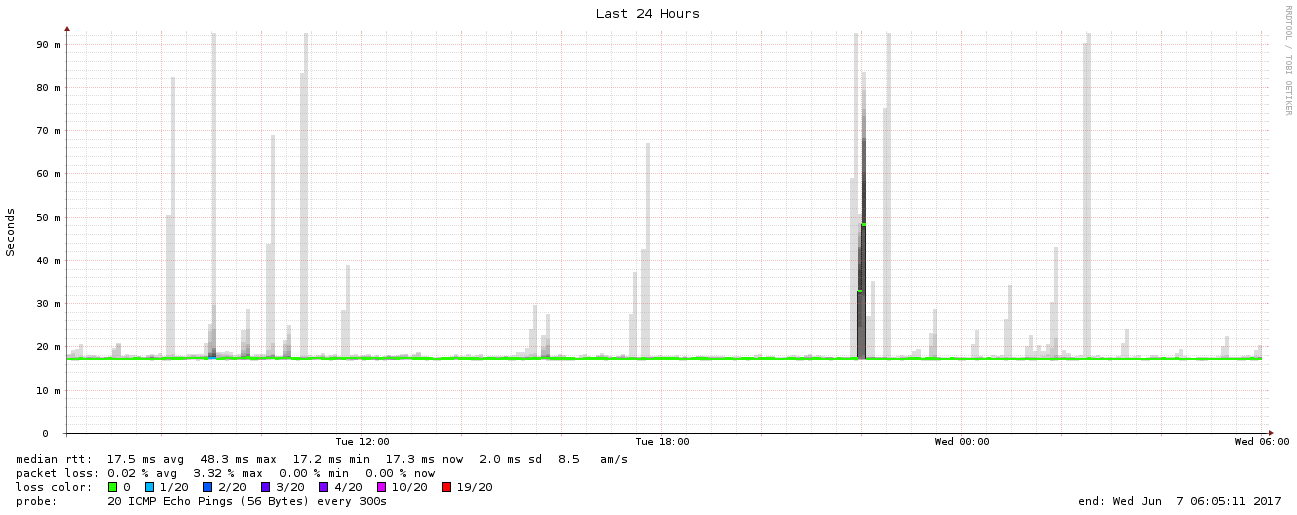 Last 24 Hours
RRDTOOL / TOBI OETIKER
Seconds
90 m
80 m
70 m
60 m
50 m
40 m
30 m
20 m
10 m
0
Tue 12:00 Tue 18:00 Wed 00:00 Wed 06:00
median rtt: 17.5 ms avg 48.3 ms max 17.2 ms min 17.3 ms now 2.0 ms sd 8.5 am/s
packet loss: 0.02 % avg 3.32 % max 0.00 % min 0.00 % now
loss color: 0 1/20 2/20 3/20 4/20 10/20 19/20
probe: 20 ICMP Echo Pings (56 Bytes) every 300s end: Wed Jun 7 06:05:11 2017